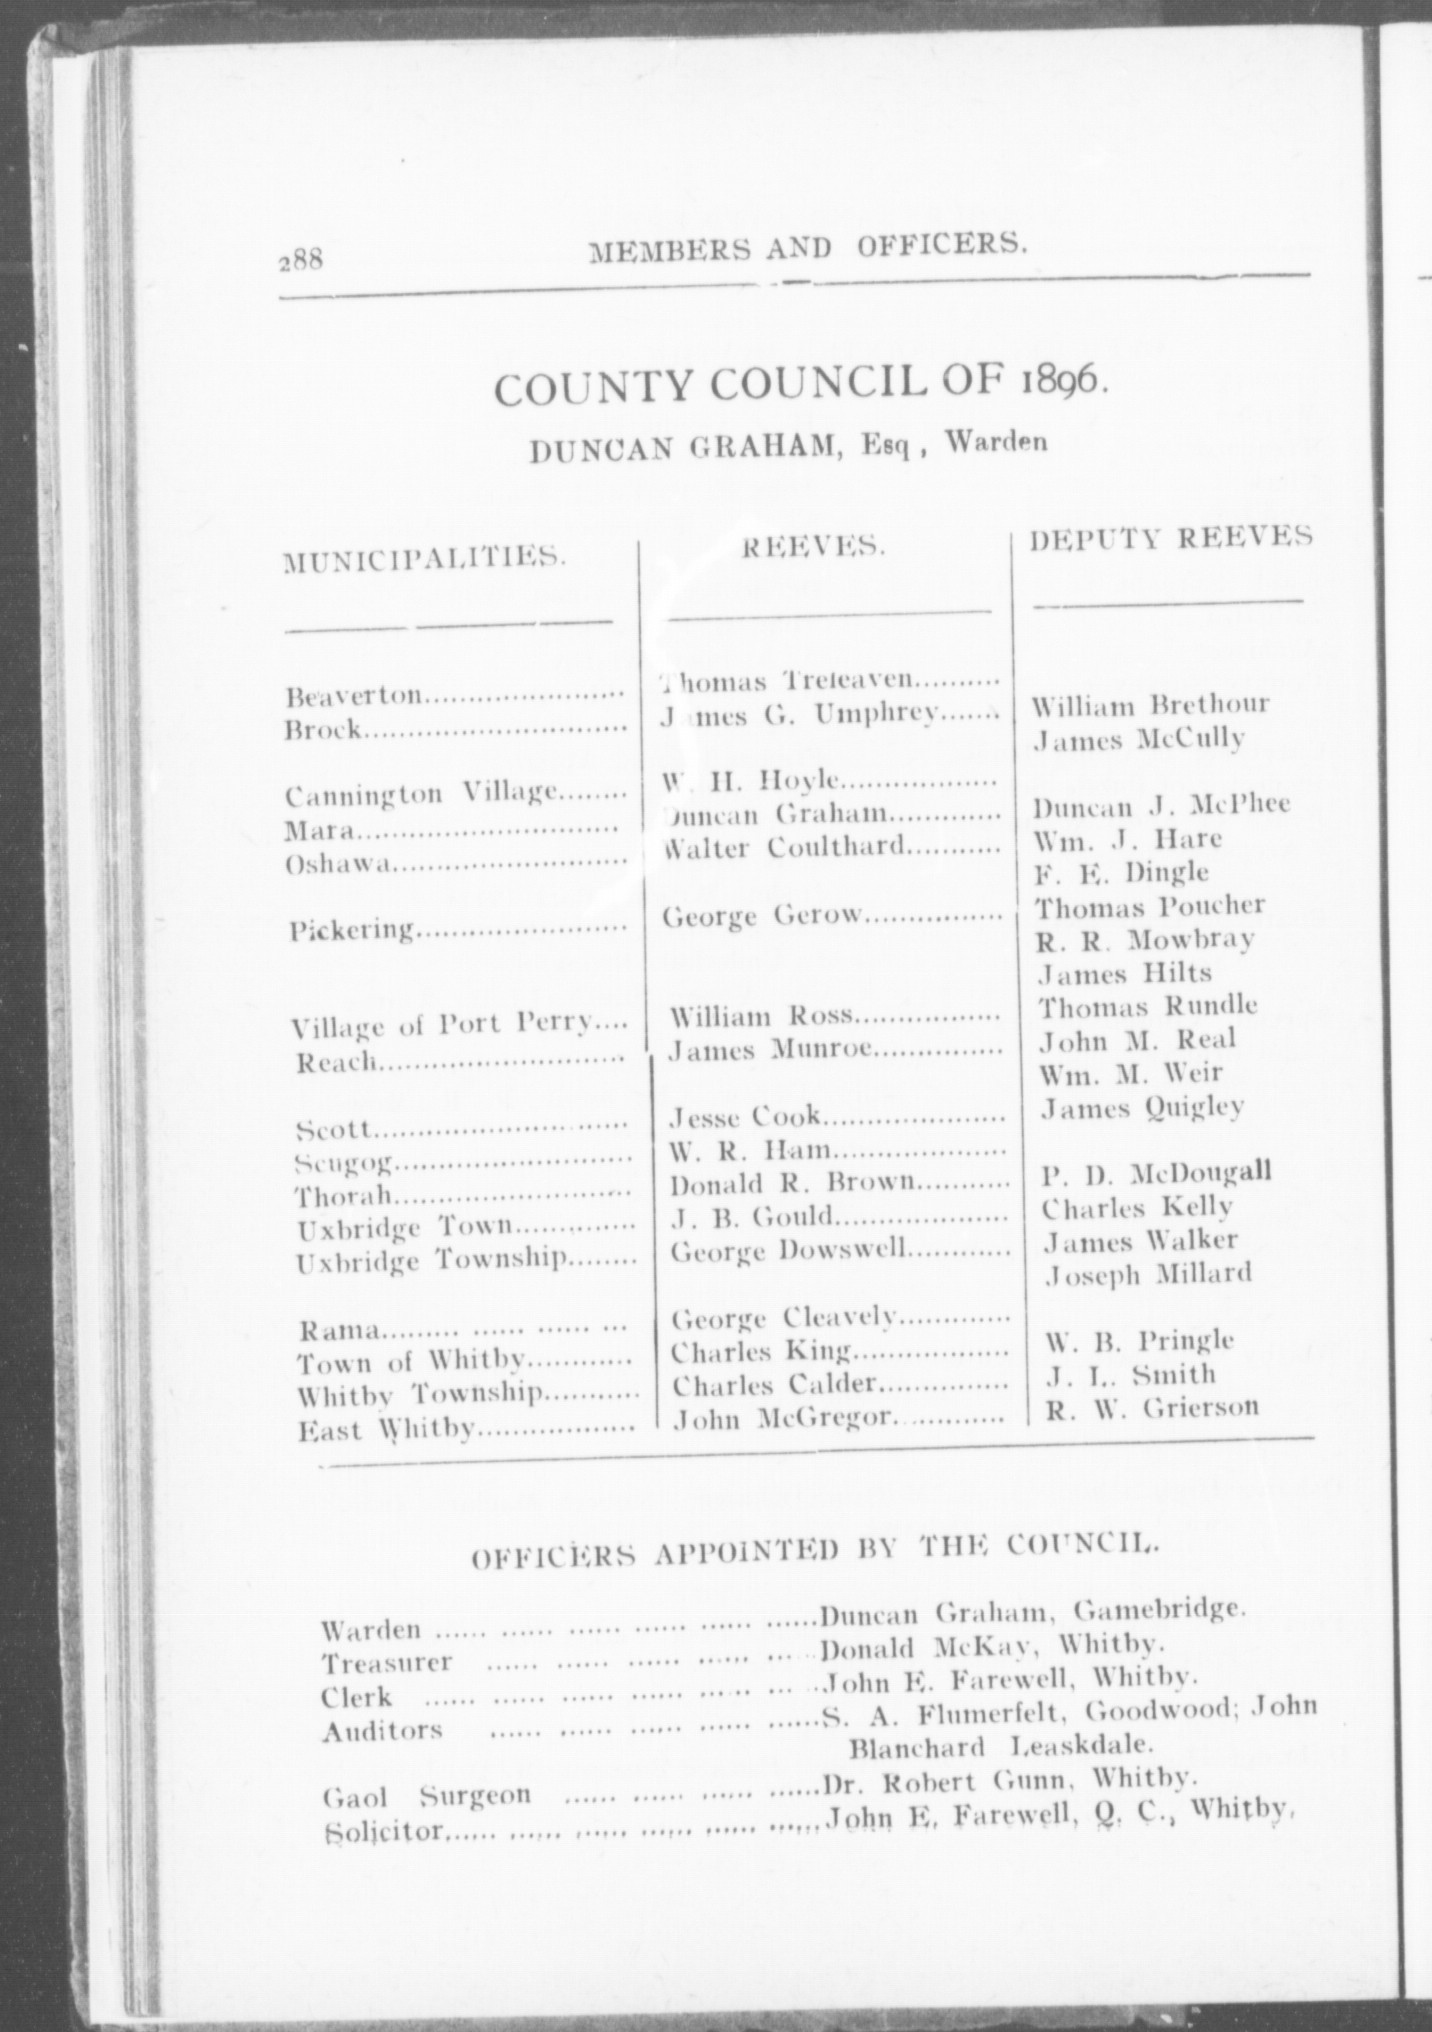 288 MEMBERS AND OFFICERS.
COUNTY COUNCIL OF 1896.
DUNCAN GRAHAM, Esq , Warden
MUNICIPALITIES. REEVES. DEPUTY REEVES
Beaverton........................ Thomas Treleaven..........
Brock.............................. James G. Umphrey....... William Brethour
James McCully
Cannington Village........ W. H. Hoyle..................
Mara.............................. Duncan Graham............. Duncan J. McPhee
Oshawa........................... Walter Coulthard........... Wm. J. Hare
F. E. Dingle
Pickering........................ George Gerow................ Thomas Poucher
R. R. Mowbray
James Hilts
Village of Port Perry.... William Ross................. Thomas Rundle
Reach............................ James Munroe............... John M. Real
Wm. M. Weir
Scott............................. Jesse Cook..................... James Quigley
Scugog........................... W. R. Ham....................
Thorah........................... Donald R. Brown........... P. D. McDougall
Uxbridge Town.............. J. B. Gould.................... Charles Kelly
Uxbridge Township........ George Dowswell............ James Walker
Joseph Millard
Rama......... ...... ...... ... George Cleavely.............
Town of Whitby............ Charles King.................. W. B. Pringle
Whitby Township........... Charles Calder............... J. L. Smith
East Whitby.................. John McGregor............. R. W. Grierson
OFFICERS APPOINTED BY THE COUNCIL.
Warden ...... ...... ...... ...... ...... ......Duncan Graham, Gamebridge.
Treasurer ...... ...... ...... ...... ... ..Donald McKay, Whitby.
Clerk ...... ...... ...... ...... ...... ... ..John E. Farewell, Whitby.
Auditors ...... ...... ...... ...... ......S. A. Flumerfelt, Goodwood; John
Blanchard Leaskdale.
Gaol Surgeon ...... ...... ...... ......Dr. Robert Gunn, Whitby.
Solicitor...... ...... ...... ...... ...... ......John E. Farewell, Q. C., Whitby.